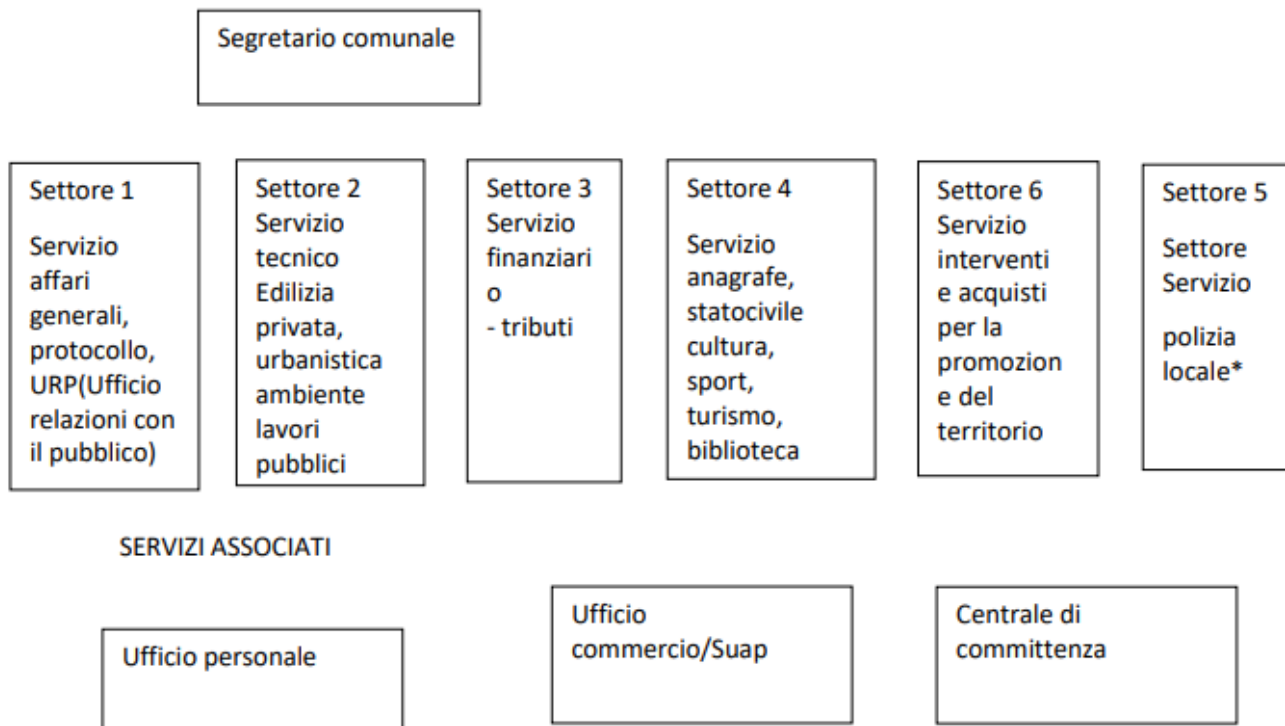 Segretario comunale
Settore 1
Servizio
affari
generali,
protocollo,
URP(Ufficio
relazioni con
il pubblico)
Settore 2
Servizio
tecnico
Edilizia
privata,
urbanistica
ambiente
lavori
pubblici
Settore 3
Servizio
finanziari
o
- tributi
Settore 4
Servizio
anagrafe,
statocivile
cultura,
sport,
turismo,
biblioteca
Settore 6
Servizio
interventi
e acquisti
per la
promozion
e del
territorio
Settore 5
Settore
Servizio
polizia
locale*
SERVIZI ASSOCIATI
Ufficio personale
Ufficio
commercio/Suap
Centrale di
committenza